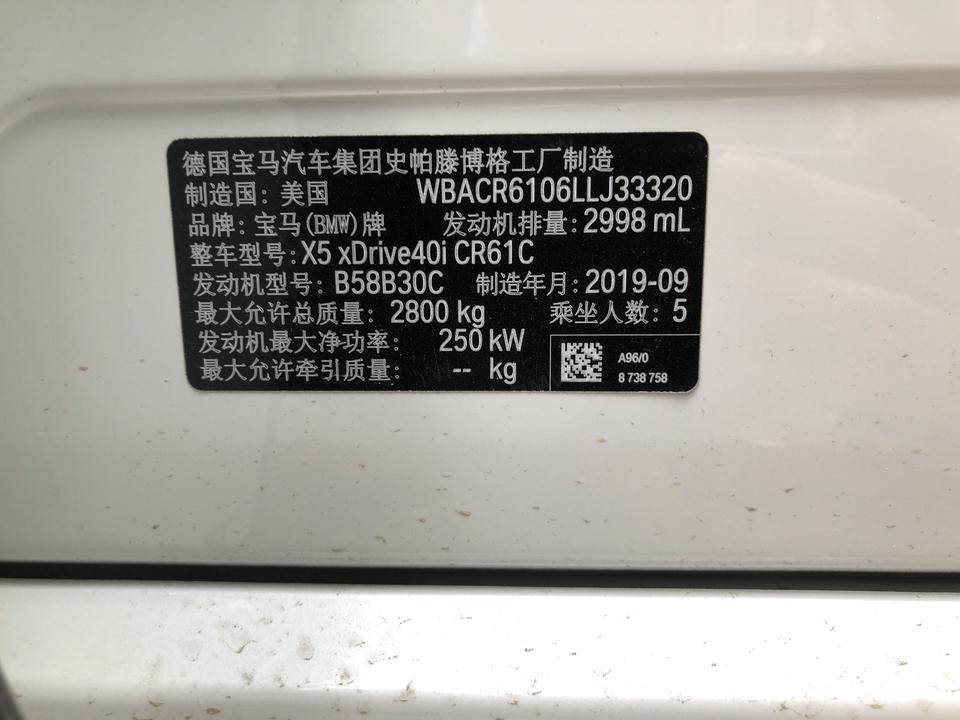 德国宝马汽车集团史帕滕博格工厂制造
制造国: 美国 WBACR6106LLJ33320
品牌: 宝马(BMW)牌 发动机排量: 2998 mL
整车型号: X5 xDrive40i CR61C
发动机型号: B58B30C 制造年月: 2019-09
最大允许总质量: 2800 kg 乘坐人数: 5
发动机最大净功率: 250 kW
最大允许牵引质量: -- kg
A96/0
8 738 758